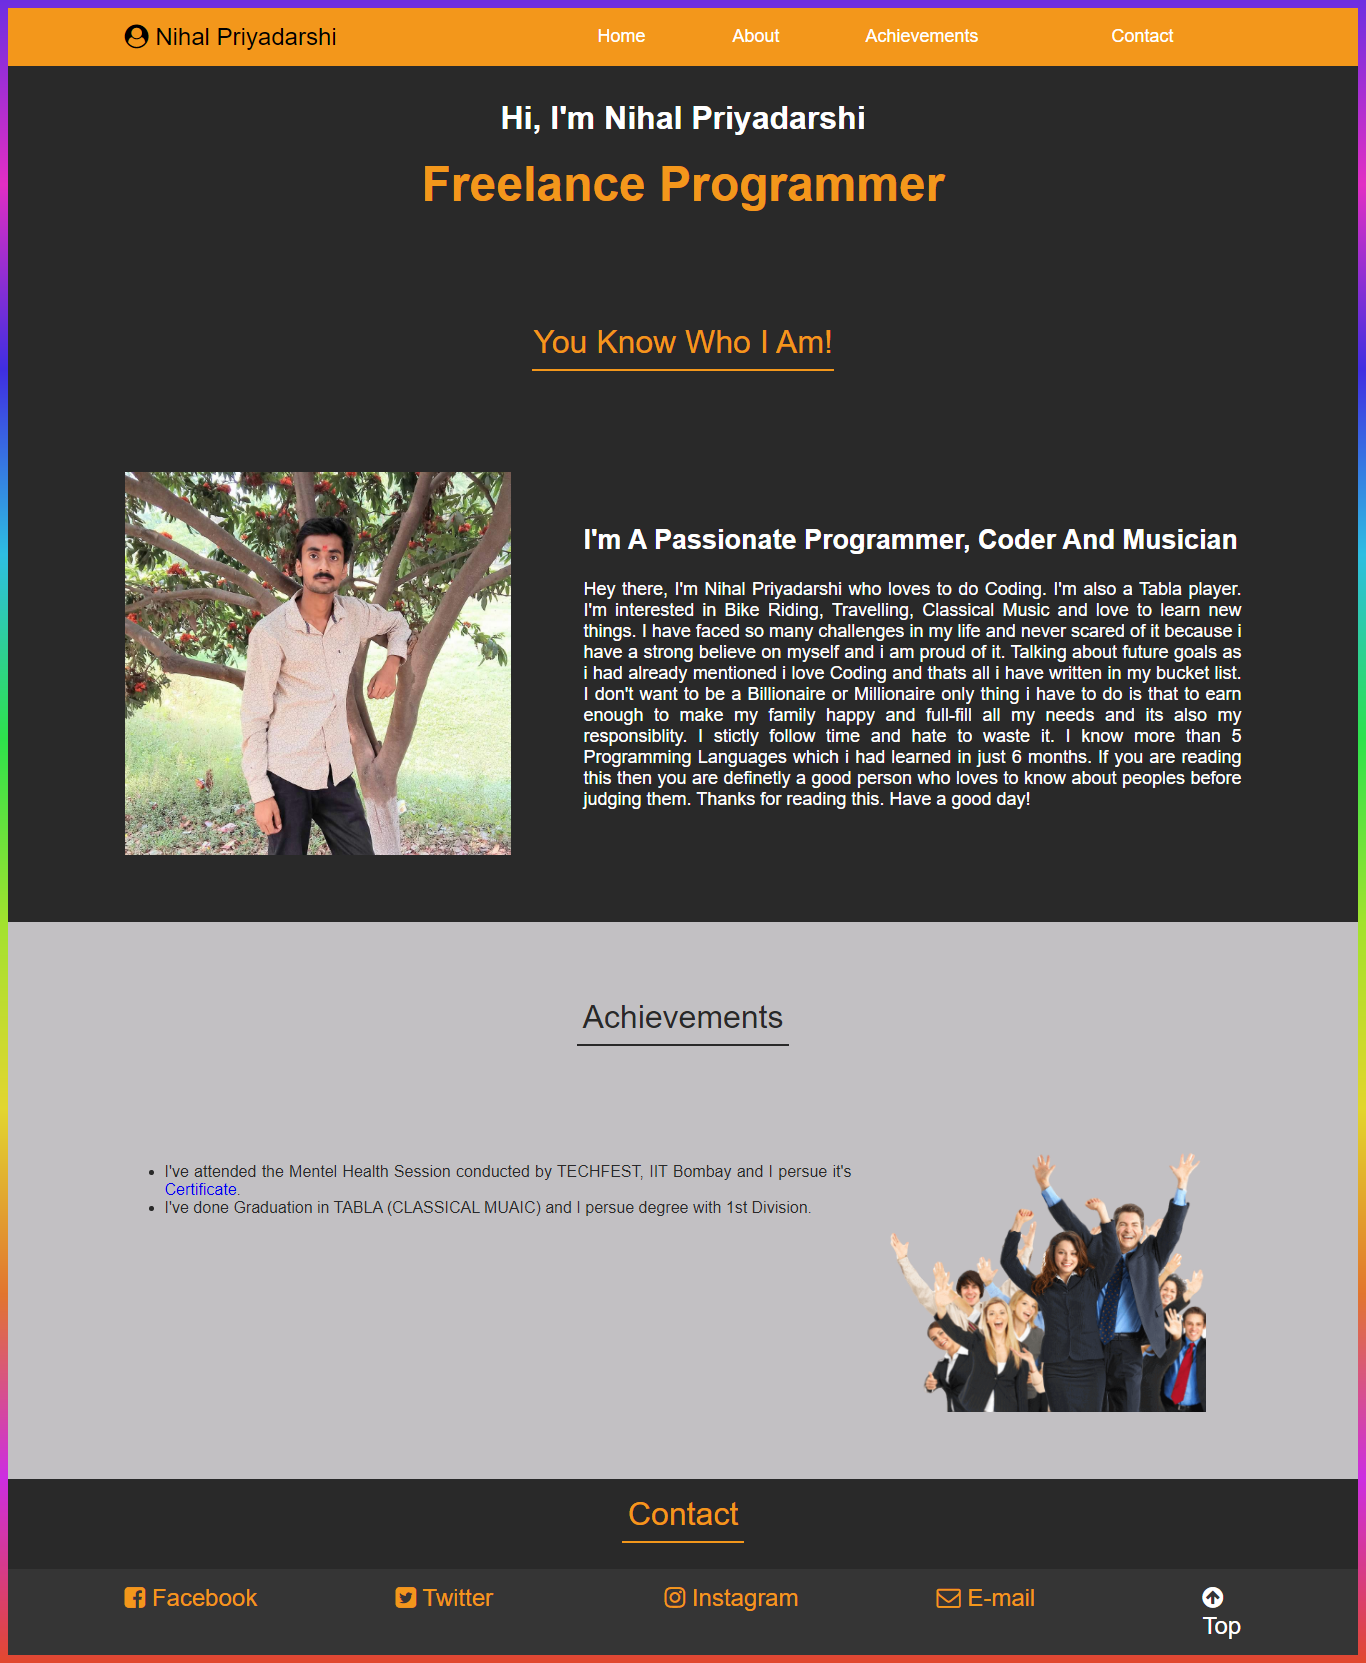 Nihal Priyadarshi
Home About Achievements Contact
Hi, I'm Nihal Priyadarshi
Freelance Programmer
You Know Who I Am!
I'm A Passionate Programmer, Coder And Musician
Hey there, I'm Nihal Priyadarshi who loves to do Coding. I'm also a Tabla player.
I'm interested in Bike Riding, Travelling, Classical Music and love to learn new
things. I have faced so many challenges in my life and never scared of it because i
have a strong believe on myself and i am proud of it. Talking about future goals as
i had already mentioned i love Coding and thats all i have written in my bucket list.
I don't want to be a Billionaire or Millionaire only thing i have to do is that to earn
enough to make my family happy and full-fill all my needs and its also my
responsiblity. I stictly follow time and hate to waste it. I know more than 5
Programming Languages which i had learned in just 6 months. If you are reading
this then you are definetly a good person who loves to know about peoples before
judging them. Thanks for reading this. Have a good day!
Achievements
• I've attended the Mentel Health Session conducted by TECHFEST, IIT Bombay and I persue it's
Certificate.
• I've done Graduation in TABLA (CLASSICAL MUAIC) and I persue degree with 1st Division.
Contact
Facebook Twitter Instagram E-mail
Top